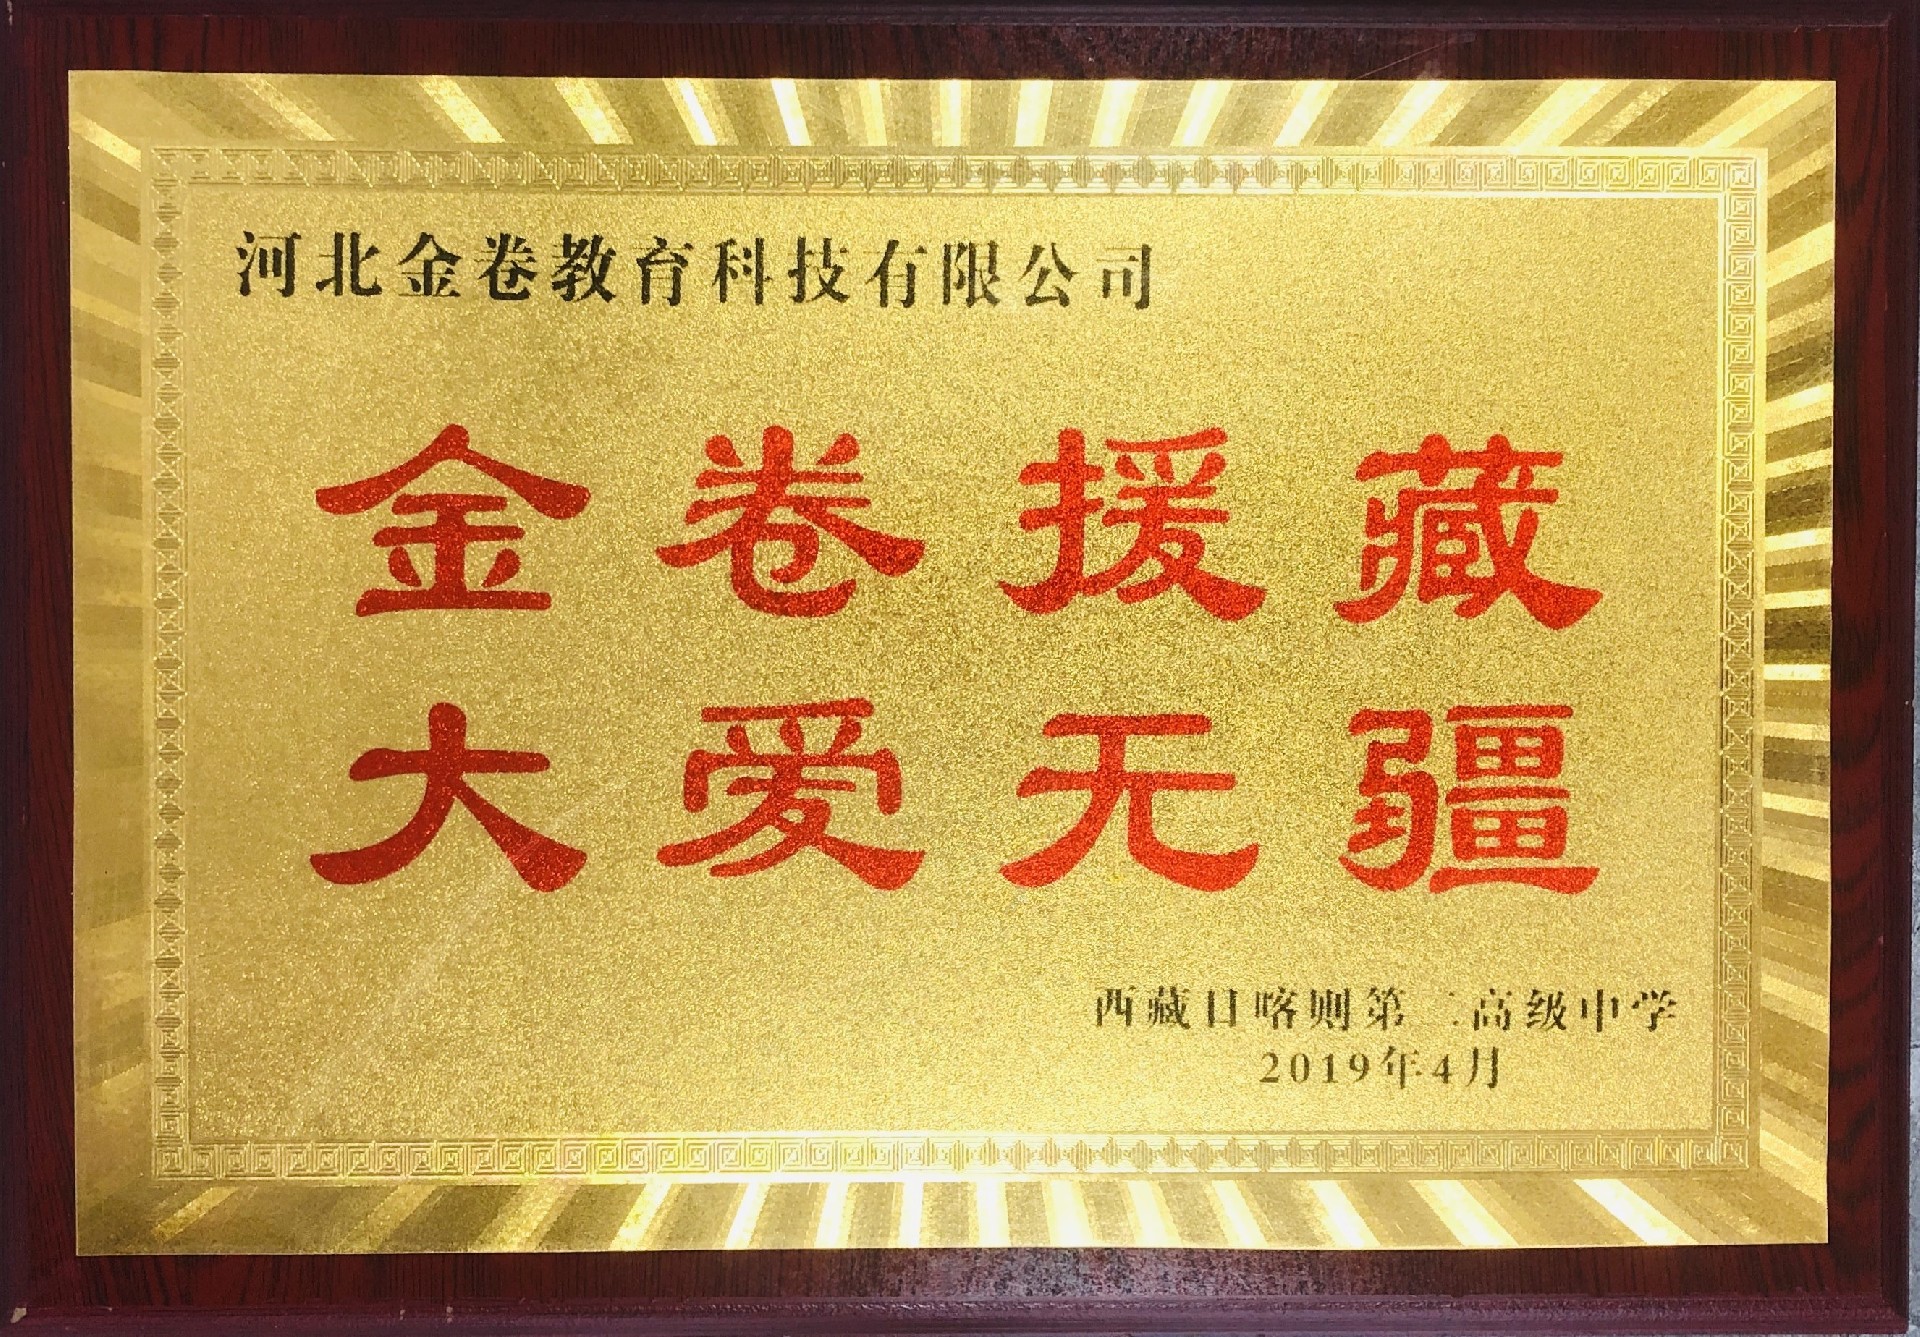 河北金卷教育科技有限公司
金卷援藏
大爱无疆
西藏日喀则第二高级中学
2019年4月